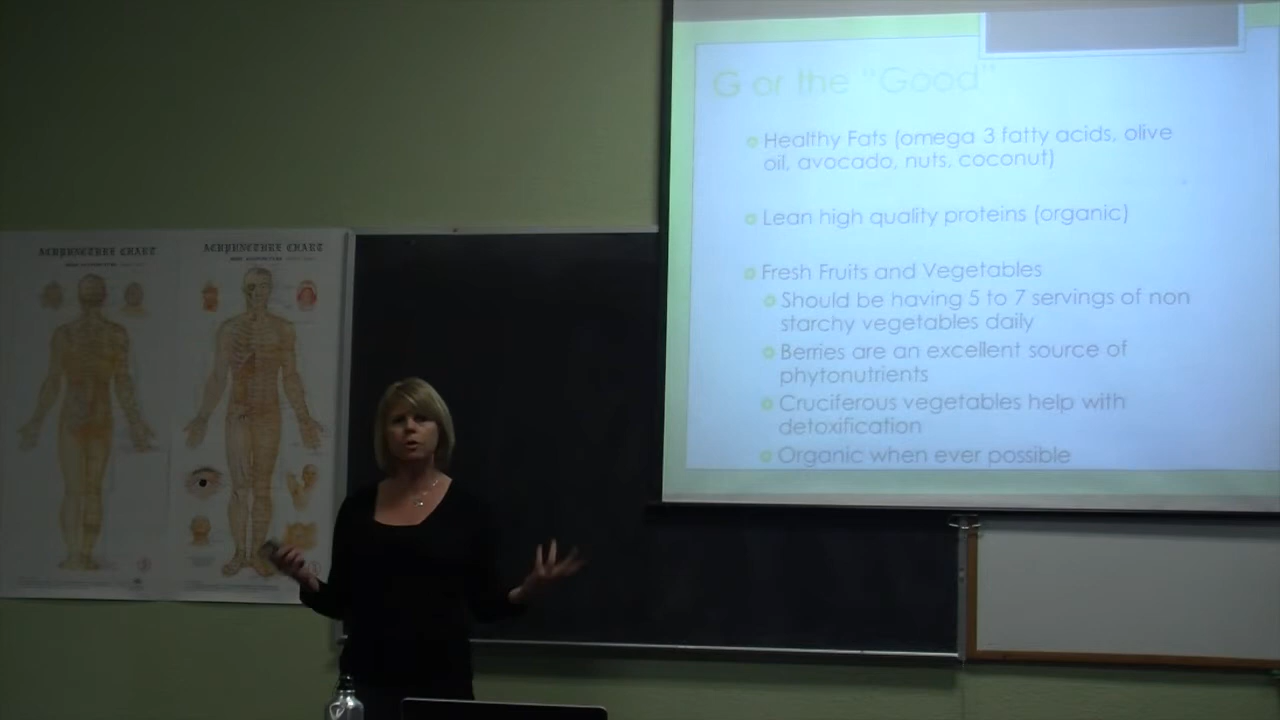 G or the "Good"
Healthy Fats (omega 3 fatty acids, olive
oil, avocado, nuts, coconut)
Lean high quality proteins (organic)
Fresh Fruits and Vegetables
Should be having 5 to 7 servings of non
starchy vegetables daily
Berries are an excellent source of
phytonutrients
Cruciferous vegetables help with
detoxification
Organic when ever possible
ACUPUNCTURE CHART
ACUPUNCTURE CHART